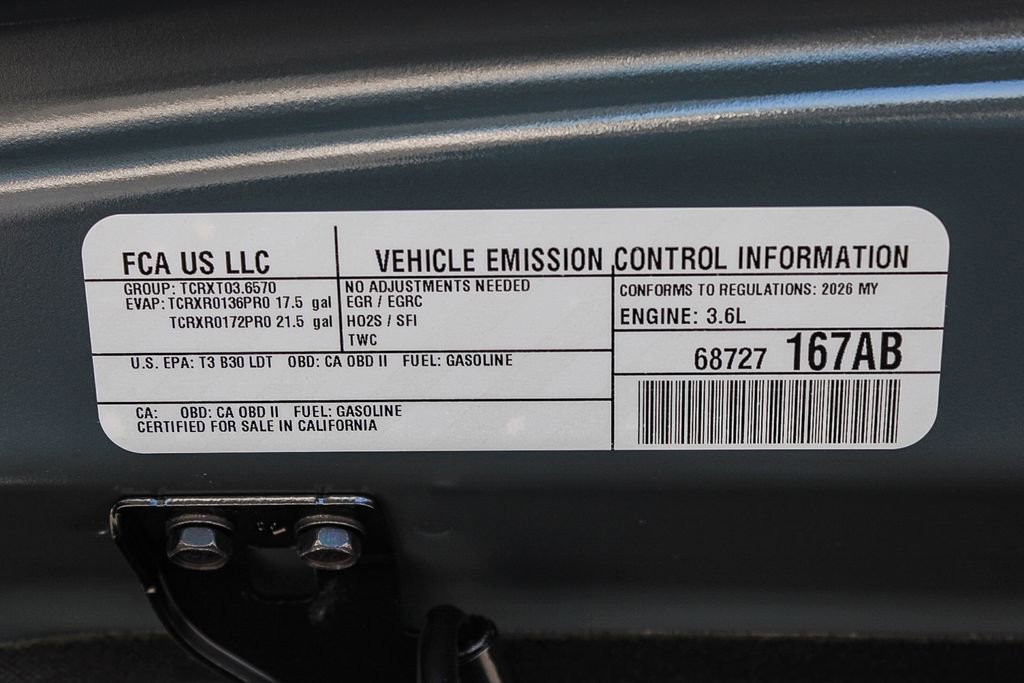 FCA US LLC
VEHICLE EMISSION CONTROL INFORMATION
GROUP: TCRXT03.6570
EVAP: TCRXR0136PR0 17.5 gal
TCRXR0172PR0 21.5 gal
NO ADJUSTMENTS NEEDED
EGR / EGRC
HO2S / SFI
TWC
CONFORMS TO REGULATIONS: 2026 MY
ENGINE: 3.6L
68727 167AB
U.S. EPA: T3 B30 LDT OBD: CA OBD II FUEL: GASOLINE
CA: OBD: CA OBD II FUEL: GASOLINE
CERTIFIED FOR SALE IN CALIFORNIA